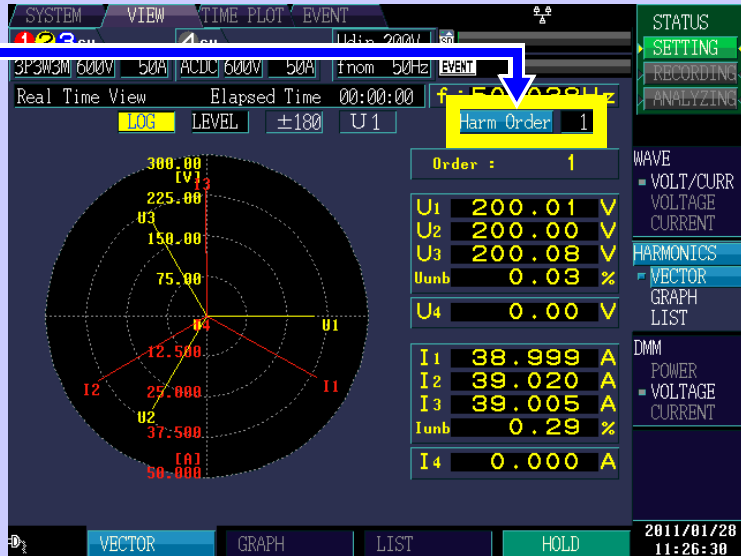 SYSTEM VIEW TIME PLOT EVENT STATUS
123CH 4CH Udin 200V SD SETTING
3P3W3M 600V 50A ACDC 600V 50A fnom 50Hz EVENT RECORDING
Real Time View Elapsed Time 00:00:00 f: 50.038Hz ANALYZING
LOG LEVEL ±180 U1 Harm Order 1
300.00
[V]
I3
225.00
U3
150.00
75.00
U4
U1
12.500
I2
25.000
I1
U2
37.500
[A]
50.000
Order : 1
U1 200.01 V
U2 200.00 V
U3 200.08 V
Uunb 0.03 %
U4 0.00 V
I1 38.999 A
I2 39.020 A
I3 39.005 A
Iunb 0.29 %
I4 0.000 A
WAVE
VOLT/CURR
VOLTAGE
CURRENT
HARMONICS
VECTOR
GRAPH
LIST
DMM
POWER
VOLTAGE
CURRENT
VECTOR GRAPH LIST HOLD
2011/01/28
11:26:30